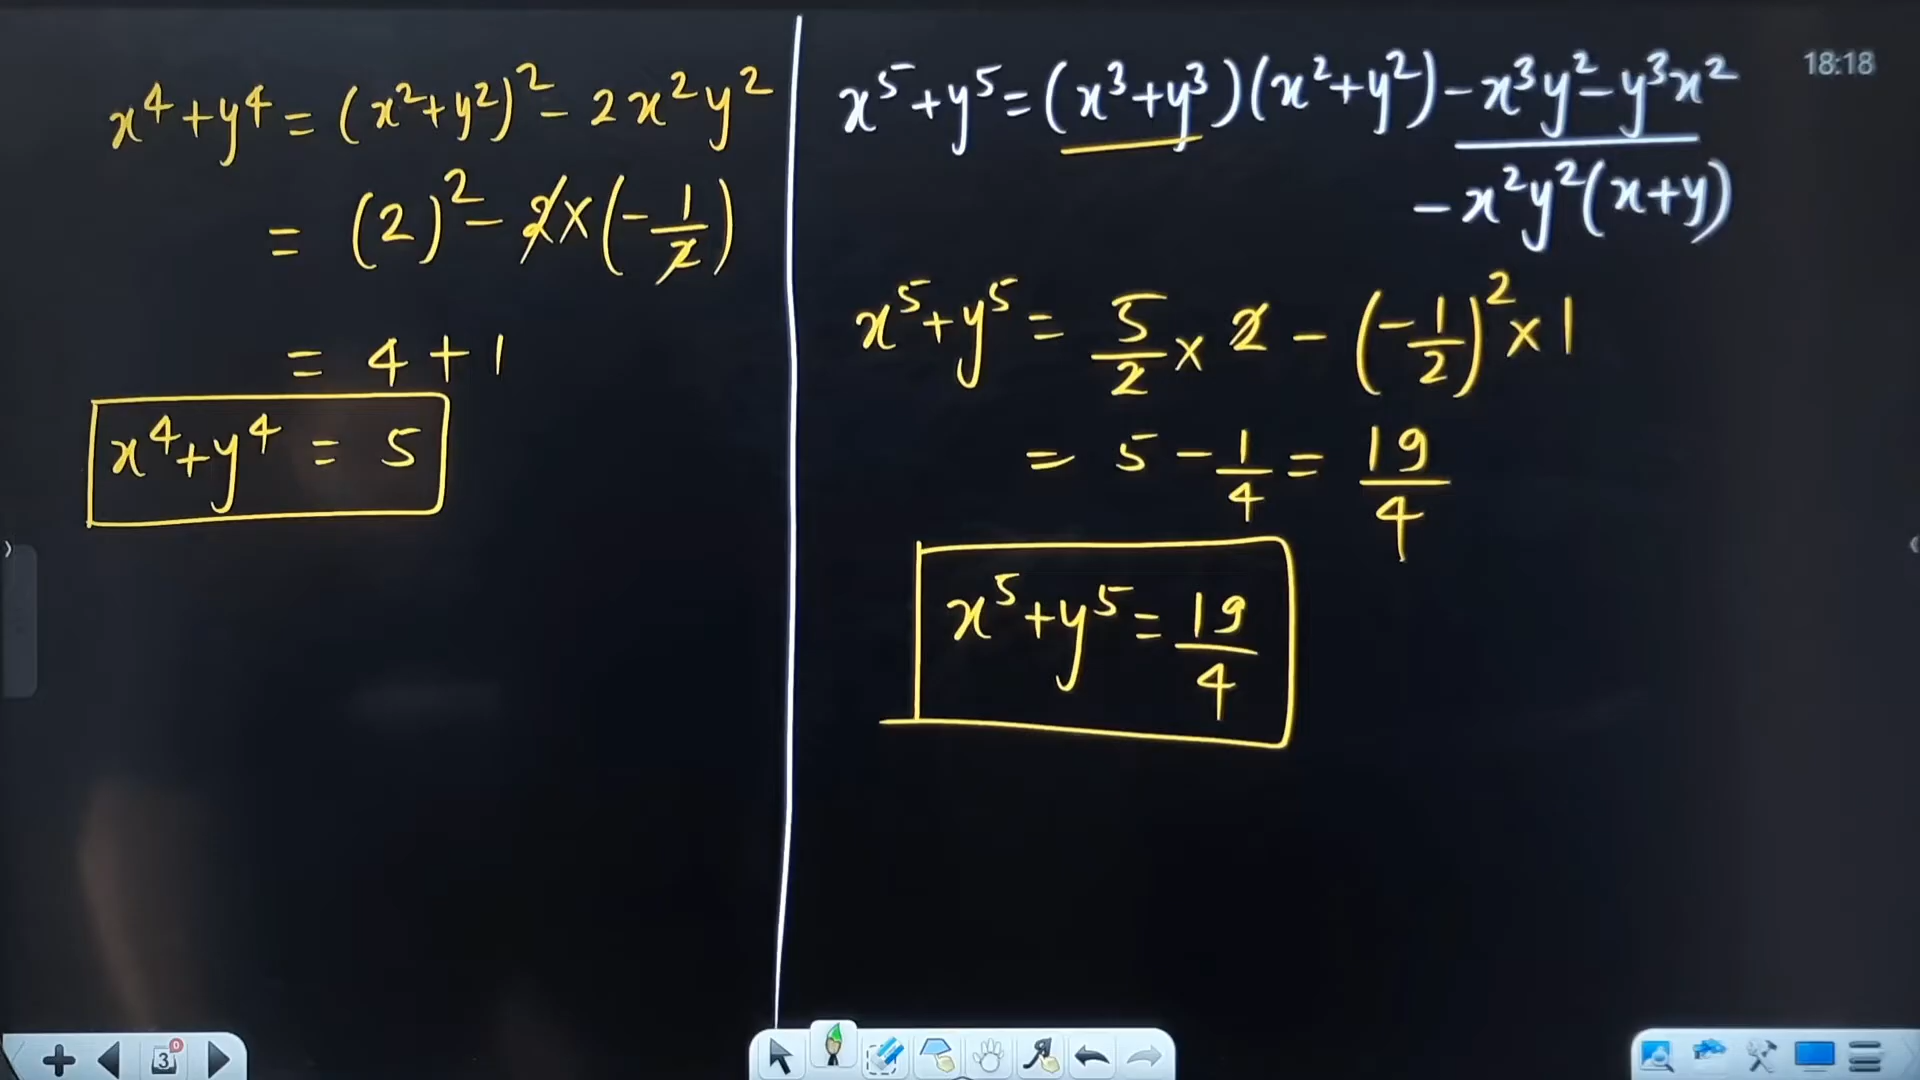 x⁴+y⁴ = (x²+y²)² - 2x²y²
= (2)² - 2×(-1/2)
= 4 + 1
x⁴+y⁴ = 5
x⁵+y⁵ = (x³+y³)(x²+y²) - x³y² - y³x²
- x²y²(x+y)
x⁵+y⁵ = 5/2 × 2 - (-1/2)² × 1
= 5 - 1/4 = 19/4
x⁵+y⁵ = 19/4
18:18
3
0